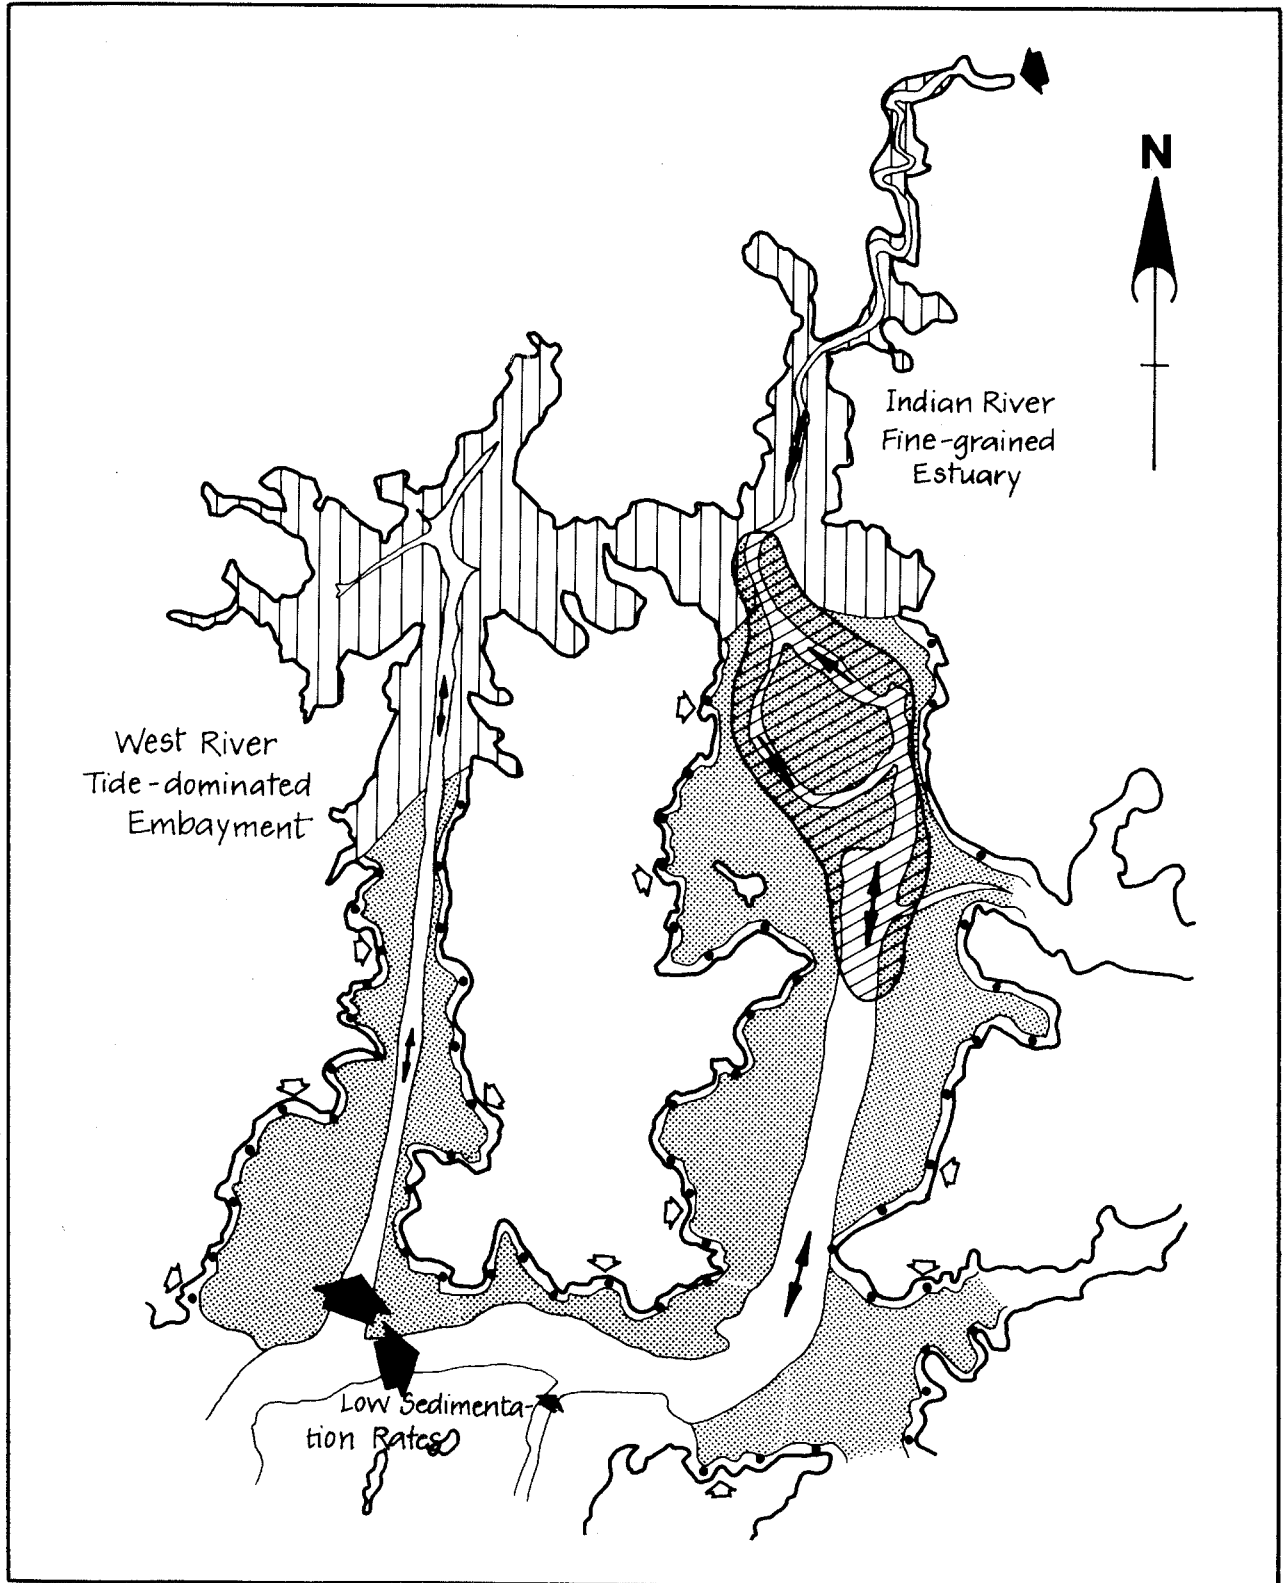 N
Indian River
Fine-grained
Estuary
West River
Tide-dominated
Embayment
Low Sedimenta-
tion Rates